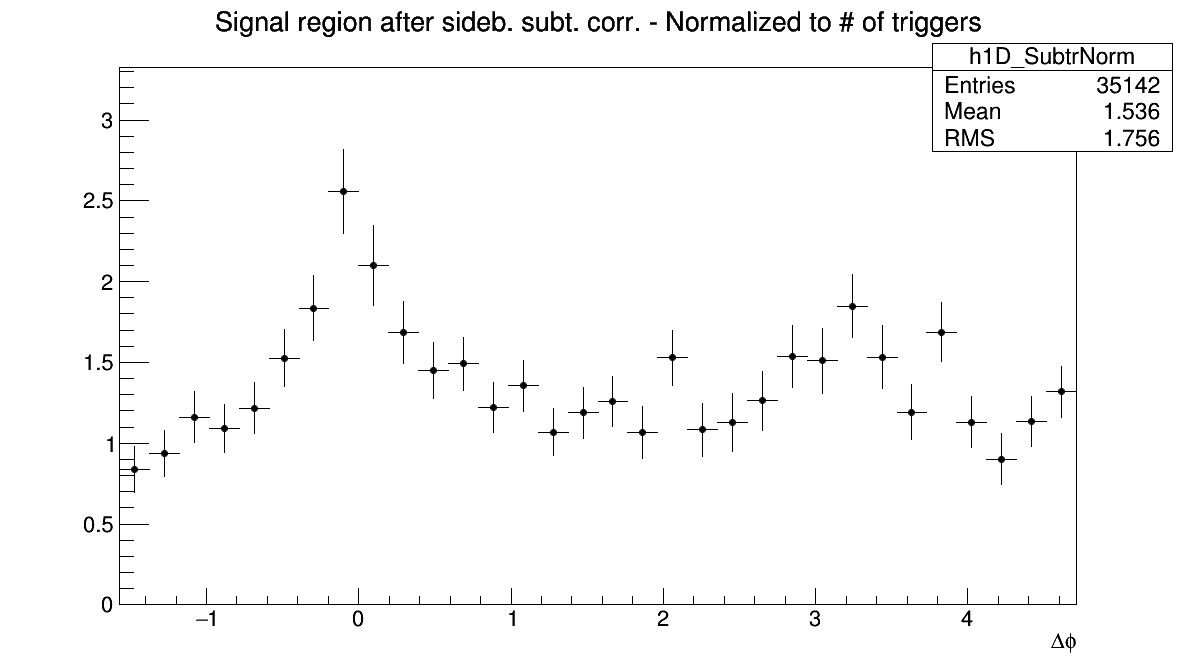 Signal region after sideb. subt. corr. - Normalized to # of triggers
h1D_SubtrNorm
Entries 35142
Mean 1.536
RMS 1.756
3
2.5
2
1.5
1
0.5
0
−1 0 1 2 3 4
Δϕ